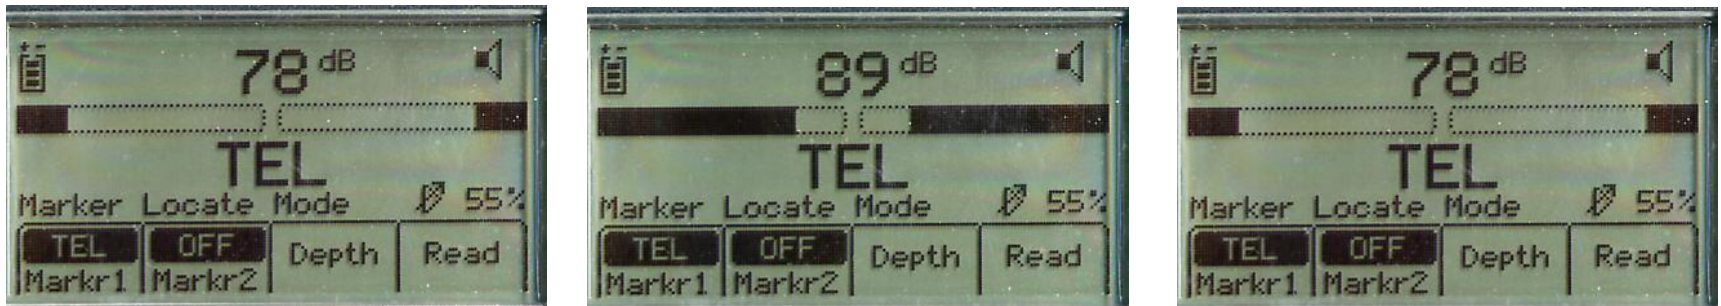 78 dB
TEL
Marker Locate Mode 55%
TEL OFF Depth Read
Markr1 Markr2
89 dB
TEL
Marker Locate Mode 55%
TEL OFF Depth Read
Markr1 Markr2
78 dB
TEL
Marker Locate Mode 55%
TEL OFF Depth Read
Markr1 Markr2